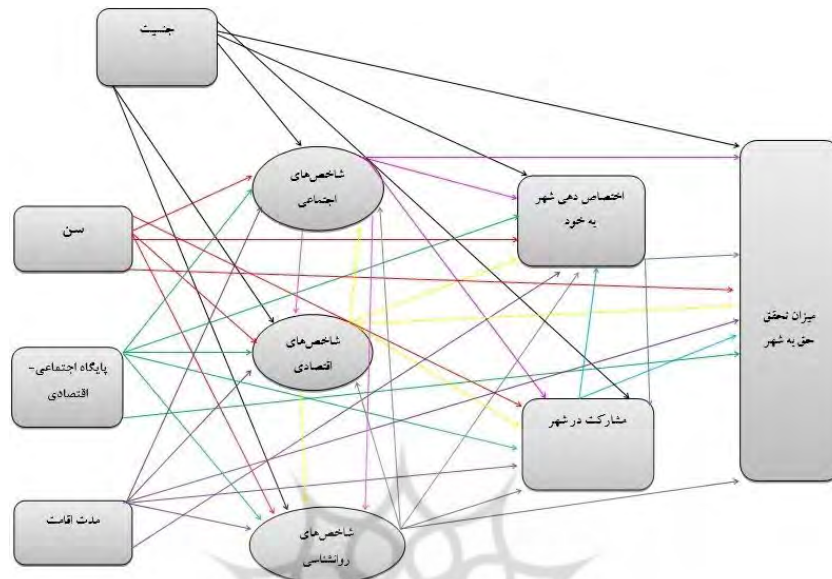 جنسیت
شاخص‌های
اجتماعی
اختصاص دهی شهر
به خود
سن
میزان تحقق
حق به شهر
شاخص‌های
اقتصادی
پایگاه اجتماعی-
اقتصادی
مشارکت در شهر
مدت اقامت
شاخص‌های
روانشناسی